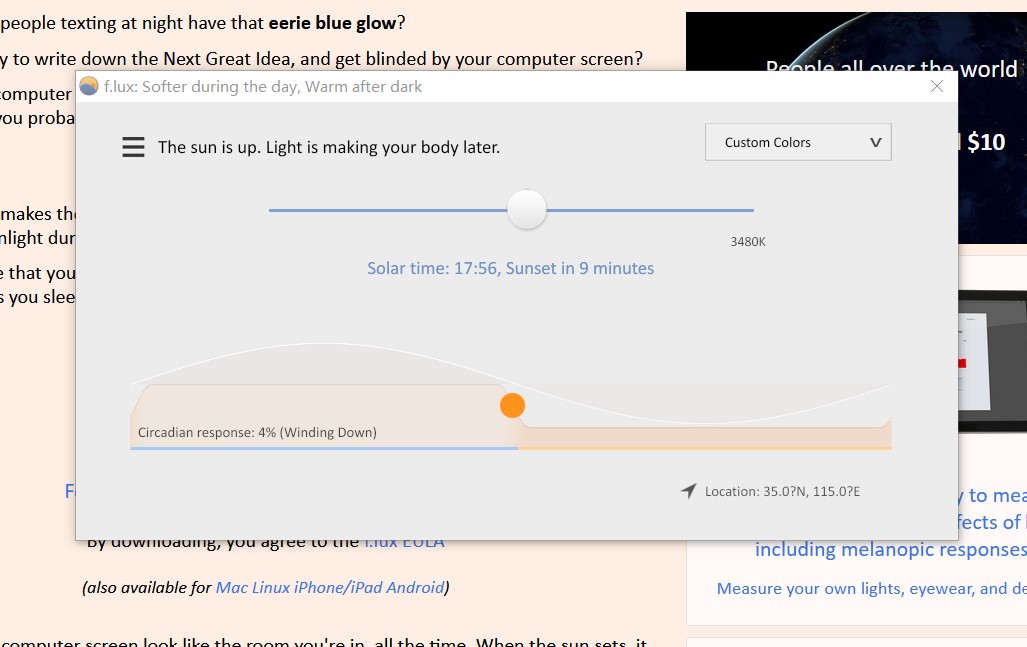 people texting at night have that eerie blue glow?
y to write down the Next Great Idea, and get blinded by your computer screen?
People all over the world
f.lux: Softer during the day, Warm after dark
computer
you proba
The sun is up. Light is making your body later.
Custom Colors
$10
makes the
nlight dur
3480K
Solar time: 17:56, Sunset in 9 minutes
e that you
s you slee
Circadian response: 4% (Winding Down)
Location: 35.0?N, 115.0?E
y to mea
fects of
By downloading, you agree to the f.lux EULA
including melanopic responses
(also available for Mac Linux iPhone/iPad Android)
Measure your own lights, eyewear, and de
computer screen look like the room you're in, all the time. When the sun sets, it